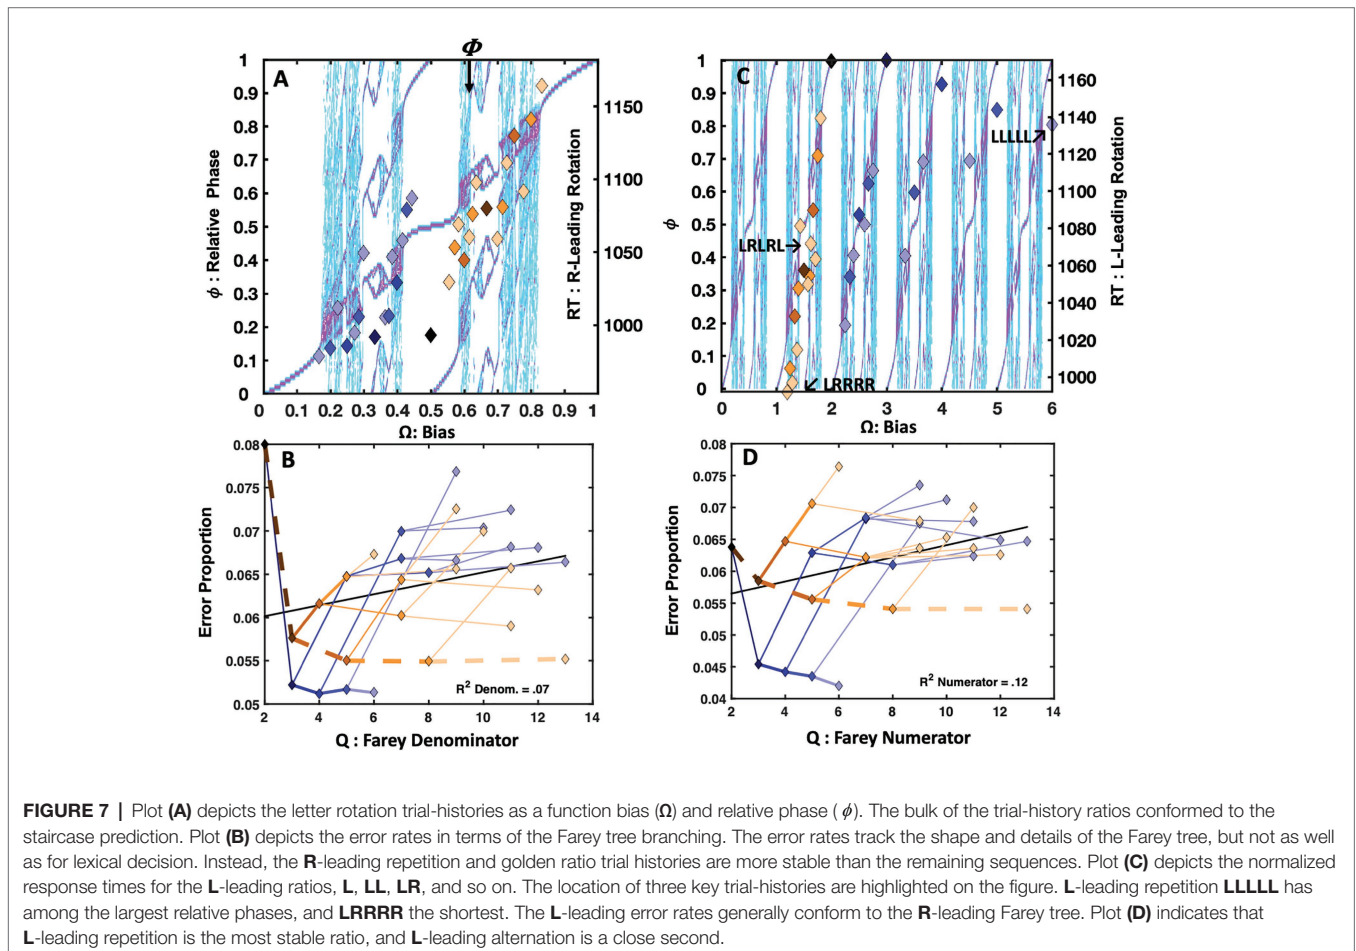 Φ
A
1
0.9
0.8
0.7
0.6
0.5
0.4
0.3
0.2
0.1
0
ϕ : Relative Phase
1150
1100
1050
1000
RT : R-Leading Rotation
0 0.1 0.2 0.3 0.4 0.5 0.6 0.7 0.8 0.9 1
Ω: Bias
C
1
0.9
0.8
0.7
0.6
0.5
0.4
0.3
0.2
0.1
0
ϕ
LLLLL
LRLRL
LRRRR
1160
1140
1120
1100
1080
1060
1040
1020
1000
RT : L-Leading Rotation
0 1 2 3 4 5 6
Ω: Bias
B
0.08
0.075
0.07
0.065
0.06
0.055
0.05
Error Proportion
R2 Denom. = .07
2 4 6 8 10 12 14
Q : Farey Denominator
D
0.08
0.075
0.07
0.065
0.06
0.055
0.05
0.045
0.04
Error Proportion
R2 Numerator = .12
2 4 6 8 10 12 14
Q : Farey Numerator
FIGURE 7 | Plot (A) depicts the letter rotation trial-histories as a function bias (Ω) and relative phase ( ϕ). The bulk of the trial-history ratios conformed to the
staircase prediction. Plot (B) depicts the error rates in terms of the Farey tree branching. The error rates track the shape and details of the Farey tree, but not as well
as for lexical decision. Instead, the R-leading repetition and golden ratio trial histories are more stable than the remaining sequences. Plot (C) depicts the normalized
response times for the L-leading ratios, L, LL, LR, and so on. The location of three key trial-histories are highlighted on the figure. L-leading repetition LLLLL has
among the largest relative phases, and LRRRR the shortest. The L-leading error rates generally conform to the R-leading Farey tree. Plot (D) indicates that
L-leading repetition is the most stable ratio, and L-leading alternation is a close second.